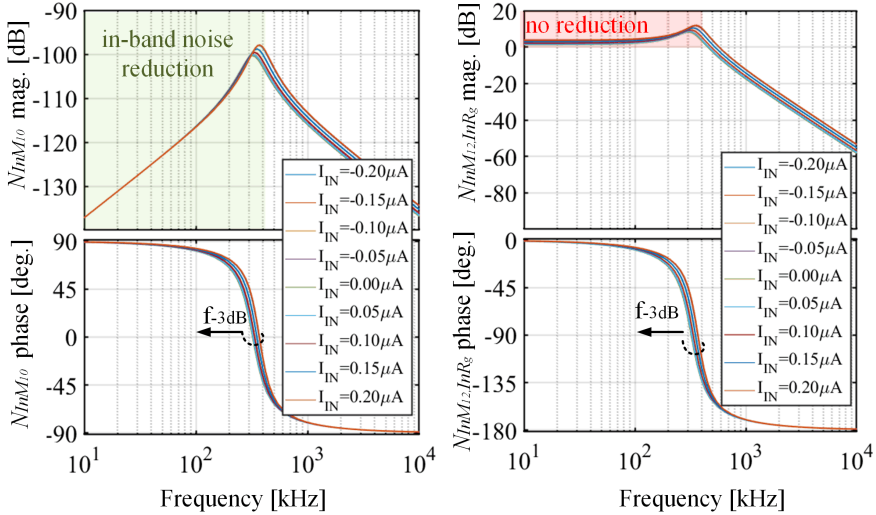 N_InM10 mag. [dB]
-90
-100
-110
-120
-130
in-band noise
reduction
I_IN=-0.20µA
I_IN=-0.15µA
I_IN=-0.10µA
I_IN=-0.05µA
I_IN=0.00µA
I_IN=0.05µA
I_IN=0.10µA
I_IN=0.15µA
I_IN=0.20µA
N_InM10 phase [deg.]
90
45
0
-45
-90
f-3dB
10^1
10^2
10^3
10^4
Frequency [kHz]
N_InM12,InRg mag. [dB]
20
0
-20
-40
-60
-80
no reduction
I_IN=-0.20µA
I_IN=-0.15µA
I_IN=-0.10µA
I_IN=-0.05µA
I_IN=0.00µA
I_IN=0.05µA
I_IN=0.10µA
I_IN=0.15µA
I_IN=0.20µA
N_InM12,InRg phase [deg.]
0
-45
-90
-135
-180
f-3dB
10^1
10^2
10^3
10^4
Frequency [kHz]